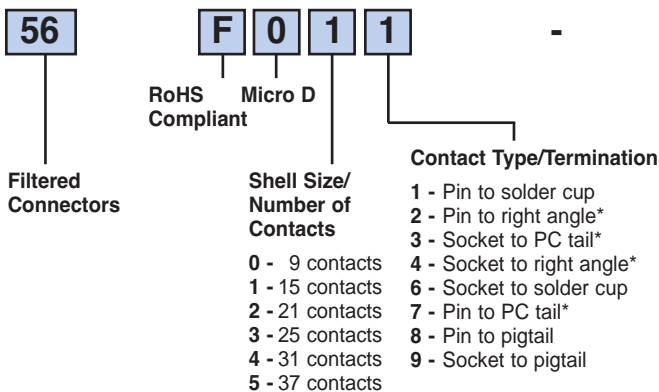 56 F 0 1 1 -
RoHS Compliant
Micro D
Filtered Connectors
Shell Size/
Number of
Contacts
0 - 9 contacts
1 - 15 contacts
2 - 21 contacts
3 - 25 contacts
4 - 31 contacts
5 - 37 contacts
Contact Type/Termination
1 - Pin to solder cup
2 - Pin to right angle*
3 - Socket to PC tail*
4 - Socket to right angle*
6 - Socket to solder cup
7 - Pin to PC tail*
8 - Pin to pigtail
9 - Socket to pigtail